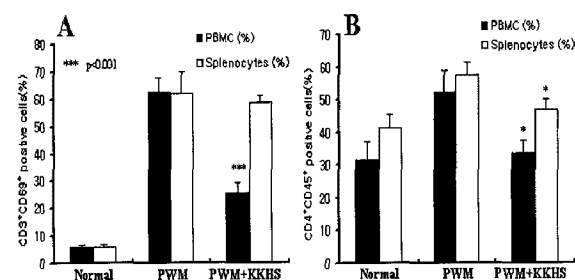 A
PBMC (%)
Splenocytes (%)
*** p<0.001
CD3+CD69+ positive cells(%)
80
70
60
50
40
30
20
10
0
***
Normal
PWM
PWM+KKHS
B
PBMC (%)
Splenocytes (%)
CD4+CD45+ positive cells(%)
70
60
50
40
30
20
10
0
*
*
Normal
PWM
PWM+KKHS